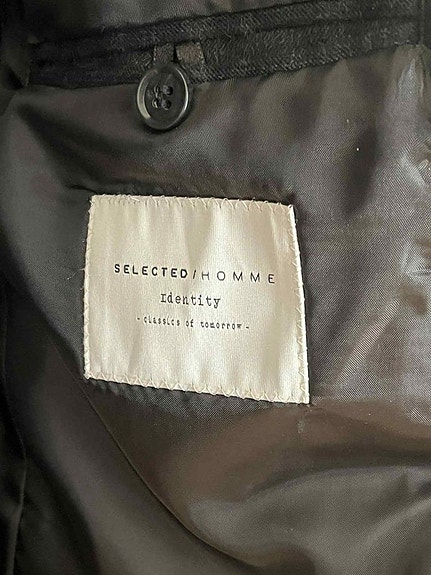 SELECTED/HOMME
Identity
- classics of tomorrow -